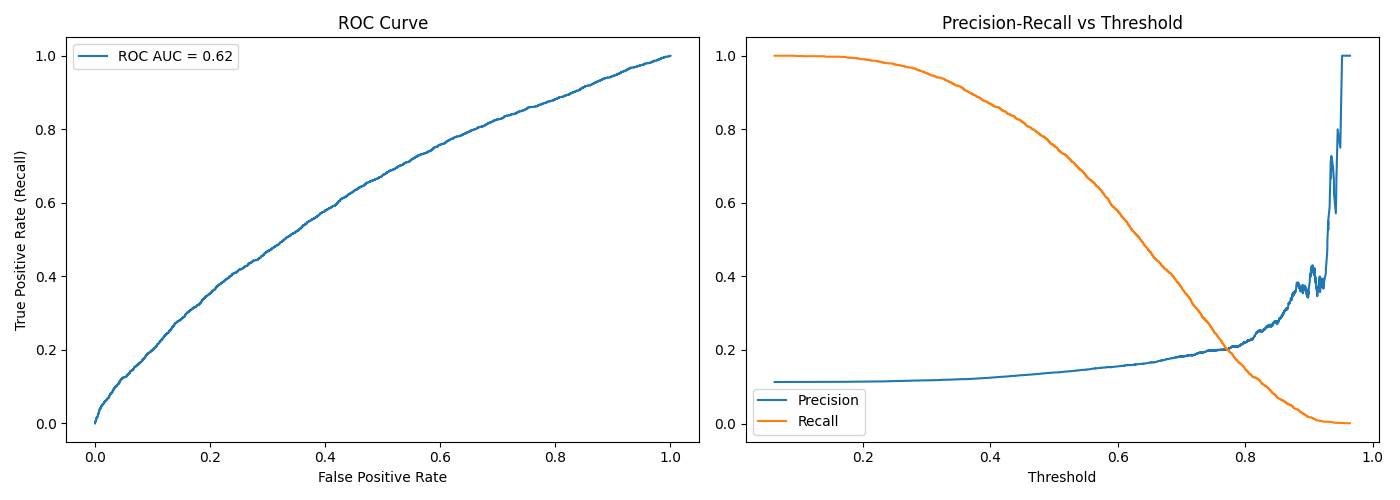 ROC Curve
ROC AUC = 0.62
True Positive Rate (Recall)
1.0
0.8
0.6
0.4
0.2
0.0
0.0 0.2 0.4 0.6 0.8 1.0
False Positive Rate
Precision-Recall vs Threshold
1.0
0.8
0.6
0.4
0.2
0.0
Precision
Recall
0.2 0.4 0.6 0.8 1.0
Threshold